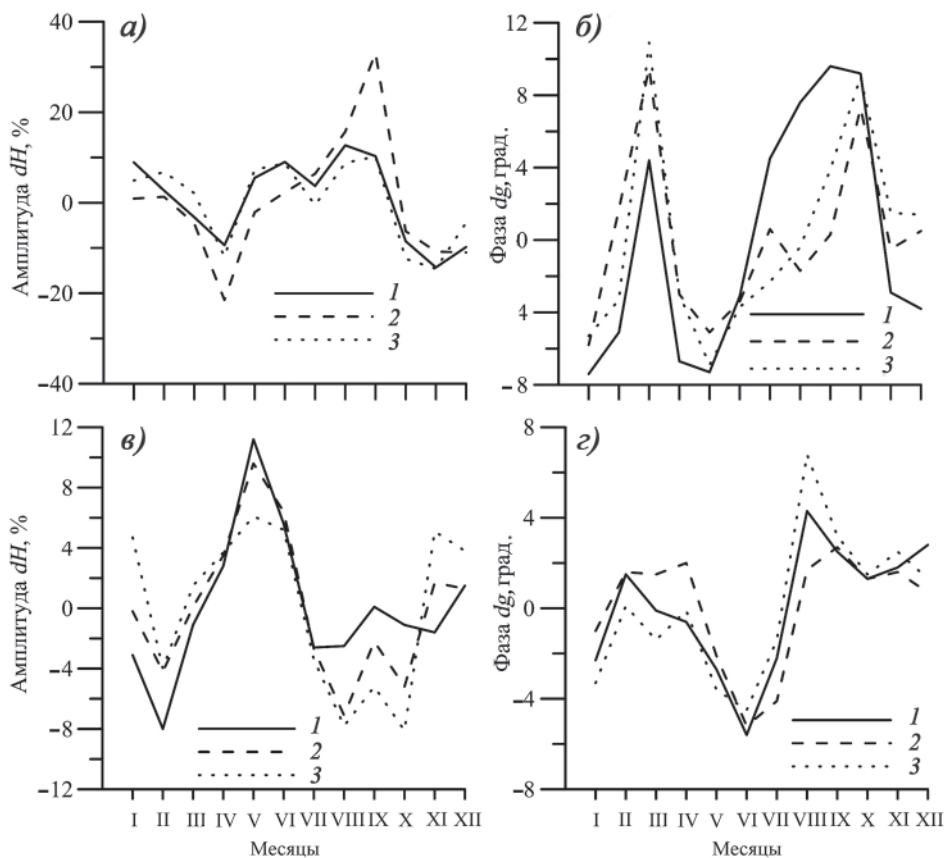 а)
Амплитуда dH, %
40
20
0
–20
–40
1
2
3
б)
Фаза dg, град.
12
8
4
0
4
–8
1
2
3
в)
Амплитуда dH, %
12
8
4
0
–4
–8
–12
1
2
3
I II III IV V VI VII VIII IX X XI XII
Месяцы
г)
Фаза dg, град.
8
4
0
–4
–8
1
2
3
I II III IV V VI VII VIII IX X XI XII
Месяцы